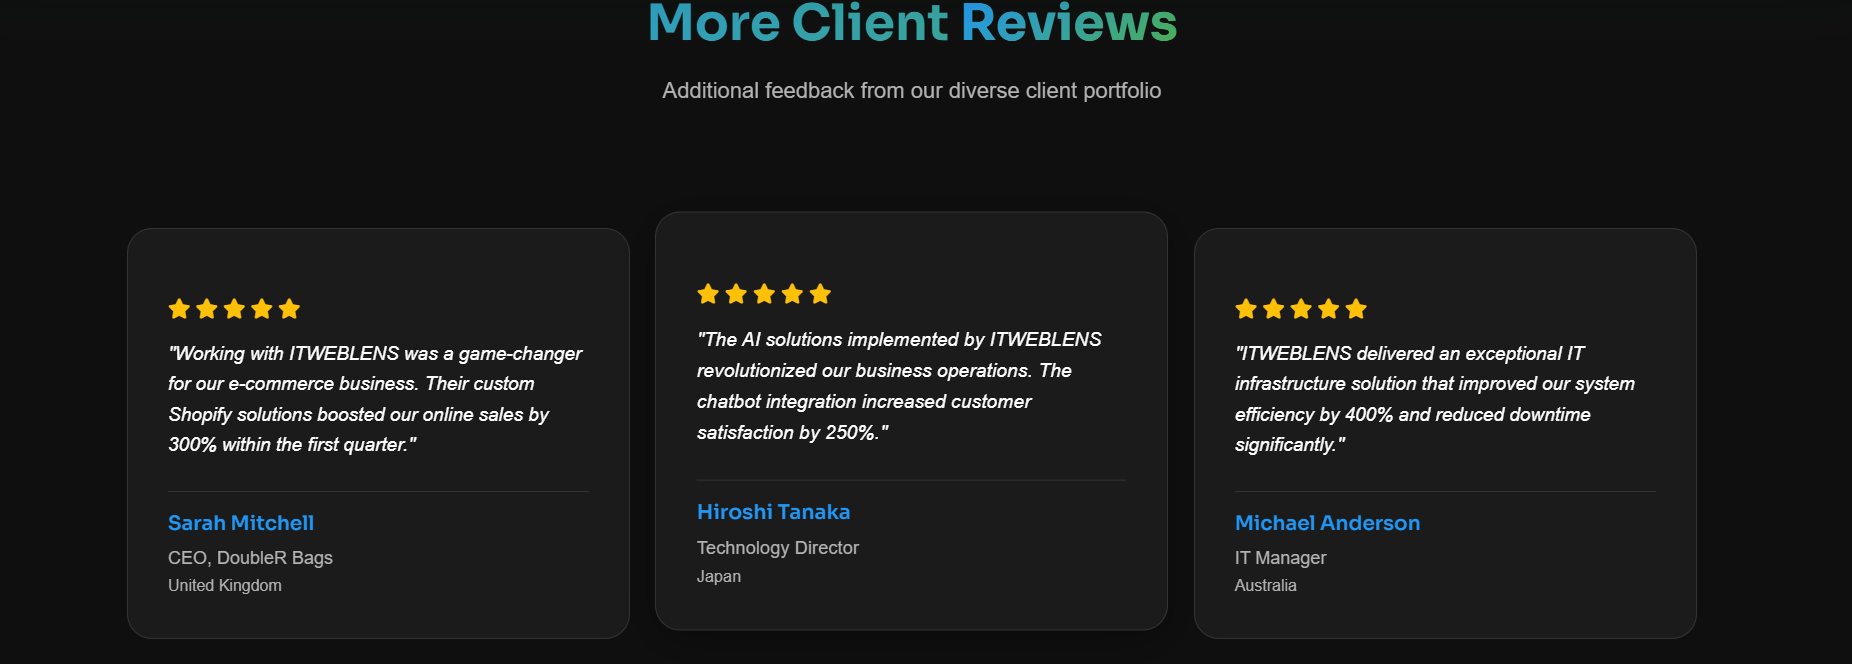 More Client Reviews
Additional feedback from our diverse client portfolio
"Working with ITWEBLENS was a game-changer
for our e-commerce business. Their custom
Shopify solutions boosted our online sales by
300% within the first quarter."
Sarah Mitchell
CEO, DoubleR Bags
United Kingdom
"The AI solutions implemented by ITWEBLENS
revolutionized our business operations. The
chatbot integration increased customer
satisfaction by 250%."
Hiroshi Tanaka
Technology Director
Japan
"ITWEBLENS delivered an exceptional IT
infrastructure solution that improved our system
efficiency by 400% and reduced downtime
significantly."
Michael Anderson
IT Manager
Australia